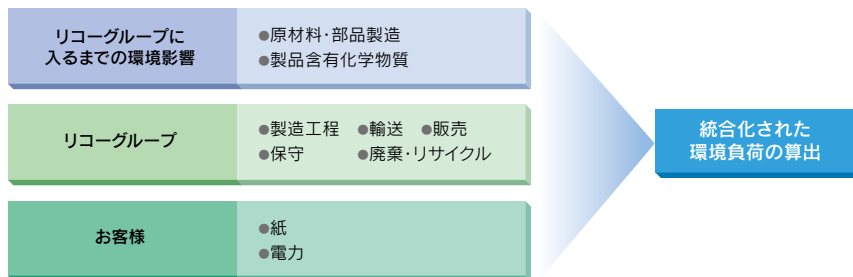 リコーグループに
入るまでの環境影響
●原材料・部品製造
●製品含有化学物質
リコーグループ
●製造工程 ●輸送 ●販売
●保守 ●廃棄・リサイクル
お客様
●紙
●電力
統合化された
環境負荷の算出